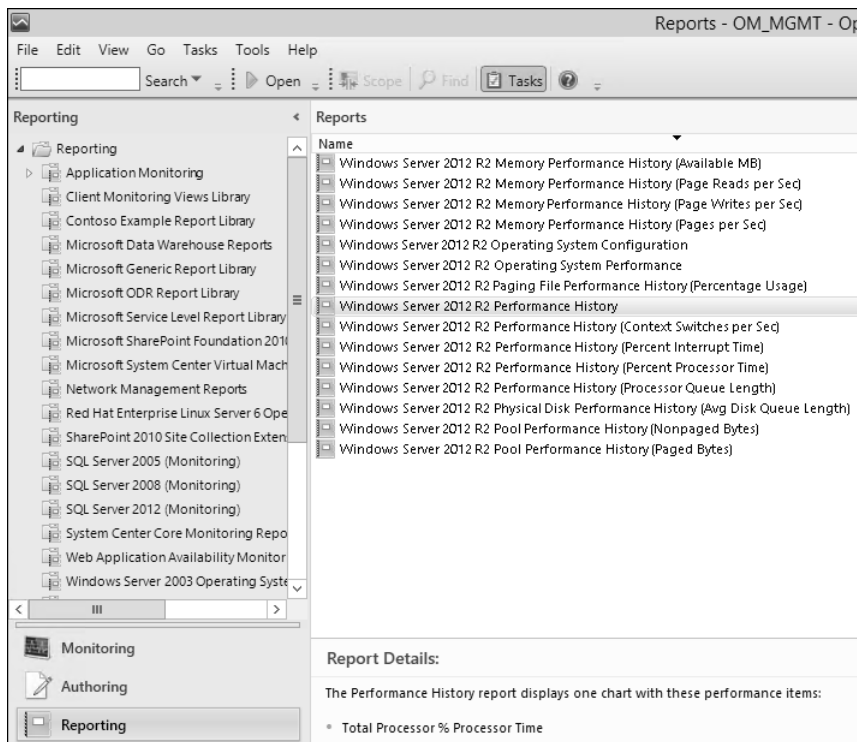 Reports - OM_MGMT - Op
File Edit View Go Tasks Tools Help
Search Open Scope Find Tasks
Reporting
Reporting
Application Monitoring
Client Monitoring Views Library
Contoso Example Report Library
Microsoft Data Warehouse Reports
Microsoft Generic Report Library
Microsoft ODR Report Library
Microsoft Service Level Report Library
Microsoft SharePoint Foundation 201
Microsoft System Center Virtual Mach
Network Management Reports
Red Hat Enterprise Linux Server 6 Ope
SharePoint 2010 Site Collection Exten
SQL Server 2005 (Monitoring)
SQL Server 2008 (Monitoring)
SQL Server 2012 (Monitoring)
System Center Core Monitoring Repo
Web Application Availability Monitor
Windows Server 2003 Operating Syste
Monitoring
Authoring
Reporting
Reports
Name
Windows Server 2012 R2 Memory Performance History (Available MB)
Windows Server 2012 R2 Memory Performance History (Page Reads per Sec)
Windows Server 2012 R2 Memory Performance History (Page Writes per Sec)
Windows Server 2012 R2 Memory Performance History (Pages per Sec)
Windows Server 2012 R2 Operating System Configuration
Windows Server 2012 R2 Operating System Performance
Windows Server 2012 R2 Paging File Performance History (Percentage Usage)
Windows Server 2012 R2 Performance History
Windows Server 2012 R2 Performance History (Context Switches per Sec)
Windows Server 2012 R2 Performance History (Percent Interrupt Time)
Windows Server 2012 R2 Performance History (Percent Processor Time)
Windows Server 2012 R2 Performance History (Processor Queue Length)
Windows Server 2012 R2 Physical Disk Performance History (Avg Disk Queue Length)
Windows Server 2012 R2 Pool Performance History (Nonpaged Bytes)
Windows Server 2012 R2 Pool Performance History (Paged Bytes)
Report Details:
The Performance History report displays one chart with these performance items:
• Total Processor % Processor Time